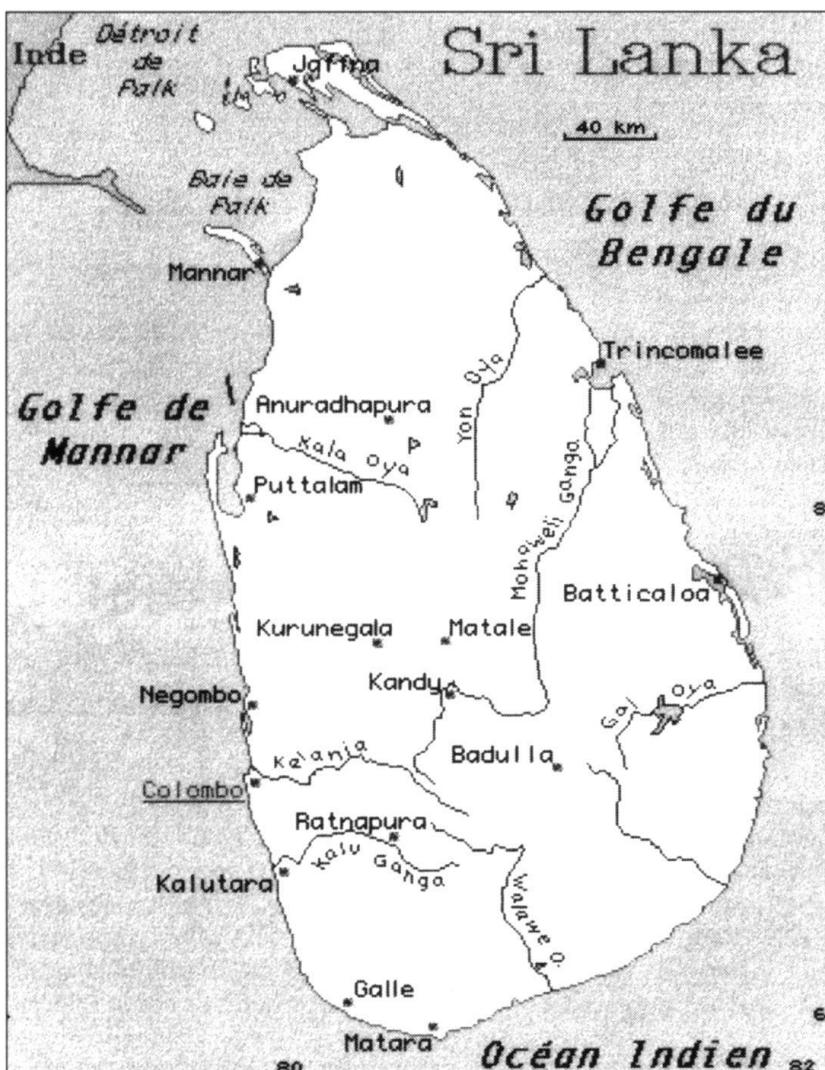 Sri Lanka
Inde
Détroit
de
Palk
Jaffna
40 km
Baie de
Palk
Golfe du
Bengale
Mannar
Trincomalee
Golfe de
Mannar
Anuradhapura
Yan Oya
Kala Oya
Mahaweli Ganga
Puttalam
8
Batticaloa
Kurunegala
Matale
Kandy
Negombo
Gal Oya
Kelania
Badulla
Colombo
Ratnapura
Kalu Ganga
Kalutara
Walawe O.
Galle
6
Matara
Océan Indien
80
82